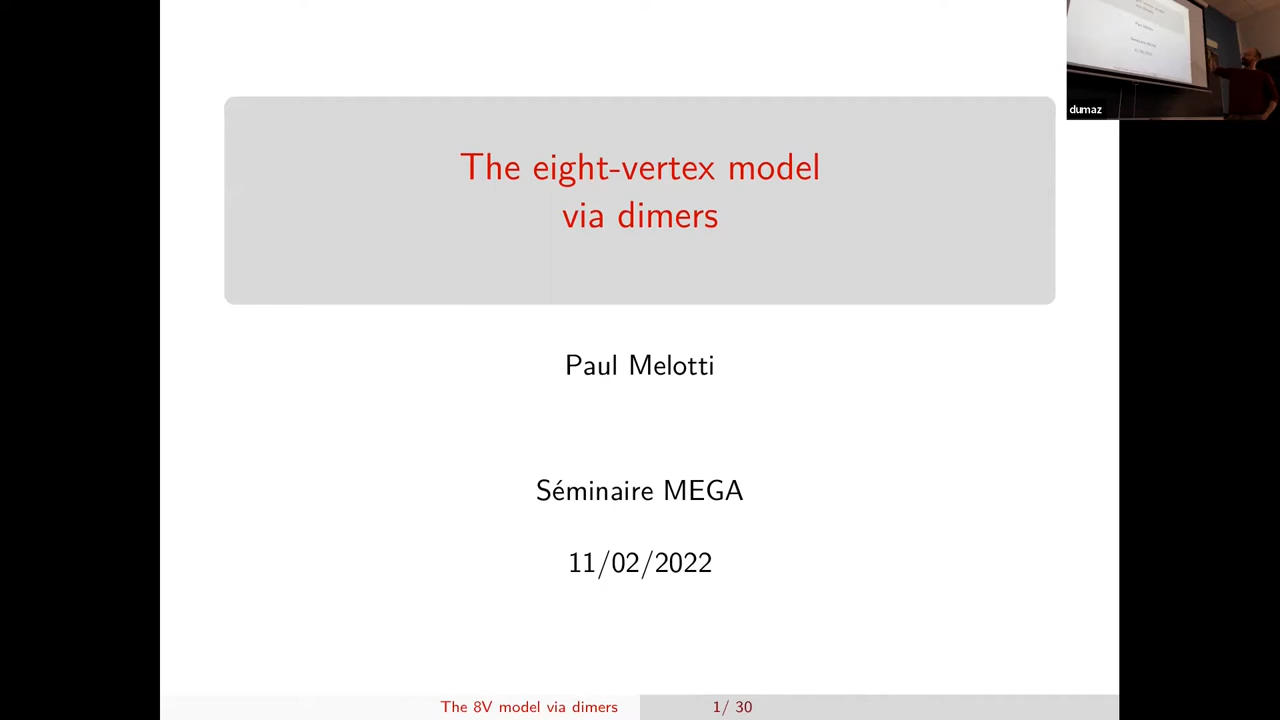 The eight-vertex model
via dimers
Paul Melotti
Séminaire MEGA
11/02/2022
The 8V model via dimers
1/ 30
dumaz